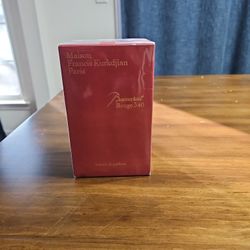 Maison
Francis Kurkdjian
Paris
Baccarat
Rouge 540